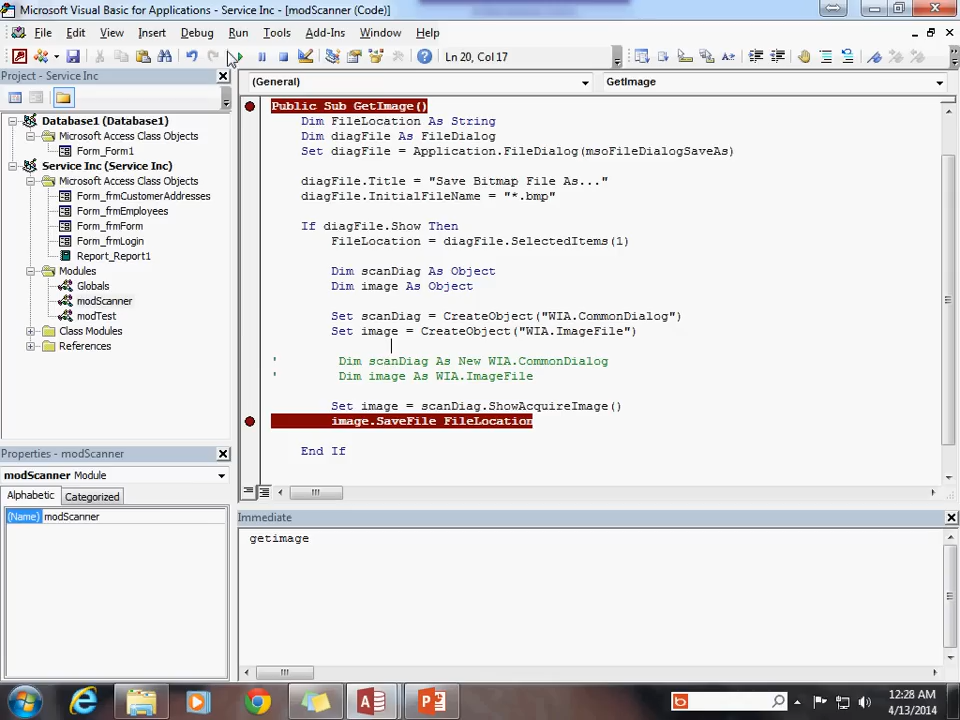 Microsoft Visual Basic for Applications - Service Inc - [modScanner (Code)]
File Edit View Insert Format Debug Run Tools Add-Ins Window Help
Ln 20, Col 17
Project - Service Inc
(General) GetImage
Database1 (Database1)
Microsoft Access Class Objects
Form_Form1
Service Inc (Service Inc)
Microsoft Access Class Objects
Form_frmCustomerAddresses
Form_frmEmployees
Form_frmForm
Form_frmLogin
Report_Report1
Modules
Globals
modScanner
modTest
Class Modules
References
Public Sub GetImage()
Dim FileLocation As String
Dim diagFile As FileDialog
Set diagFile = Application.FileDialog(msoFileDialogSaveAs)
diagFile.Title = "Save Bitmap File As..."
diagFile.InitialFileName = "*.bmp"
If diagFile.Show Then
FileLocation = diagFile.SelectedItems(1)
Dim scanDiag As Object
Dim image As Object
Set scanDiag = CreateObject("WIA.CommonDialog")
Set image = CreateObject("WIA.ImageFile")
' Dim scanDiag As New WIA.CommonDialog
' Dim image As WIA.ImageFile
Set image = scanDiag.ShowAcquireImage()
image.SaveFile FileLocation
End If
Properties - modScanner
modScanner Module
Alphabetic Categorized
(Name) modScanner
Immediate
getimage
12:28 AM
4/13/2014